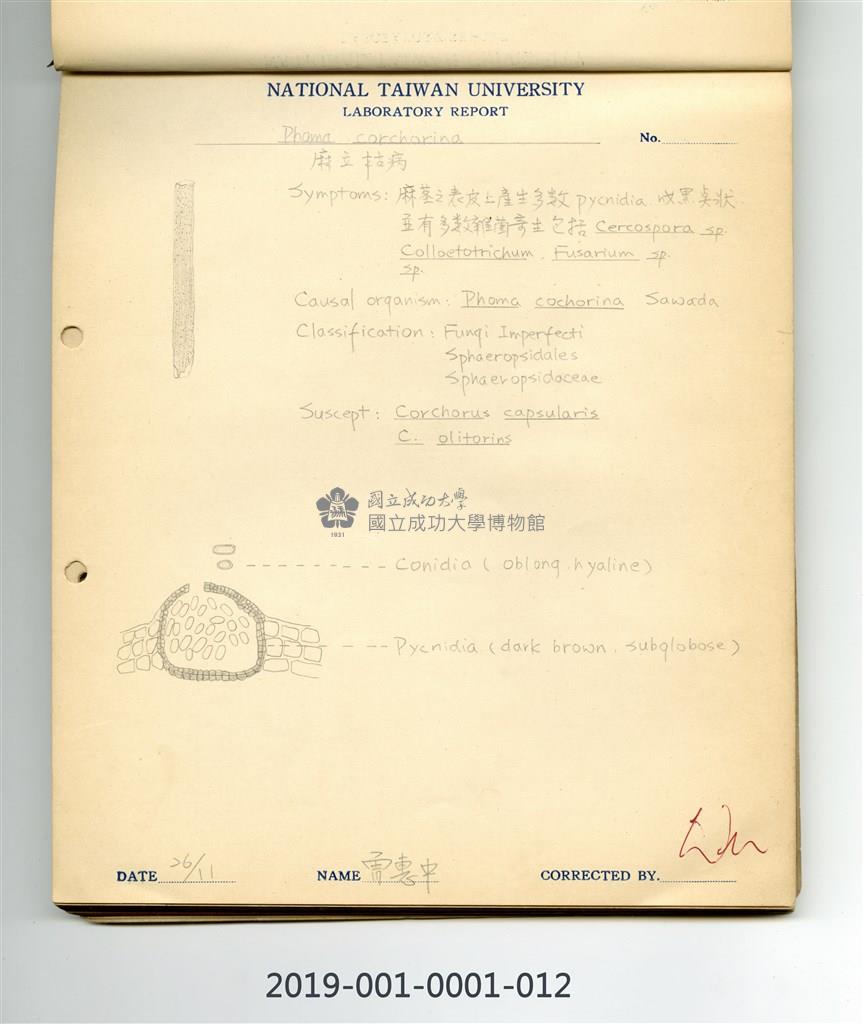 NATIONAL TAIWAN UNIVERSITY
LABORATORY REPORT
Phoma corchorina
No.
麻立枯病
Symptoms: 麻莖之表皮上產生多數 pycnidia 成黑點狀.
並有多數雜菌寄生包括 Cercospora sp.
Colloetotrichum. Fusarium sp.
sp.
Causal organism: Phoma cochorina Sawada
Classification: Fungi Imperfecti
Sphaeropsidales
Sphaeropsidaceae
Suscept: Corchorus capsularis
C. olitorins
國立成功大學
國立成功大學博物館
1931
Conidia (oblong. hyaline)
Pycnidia (dark brown. subglobose)
DATE 26/11
NAME 賈惠中
CORRECTED BY.
2019-001-0001-012